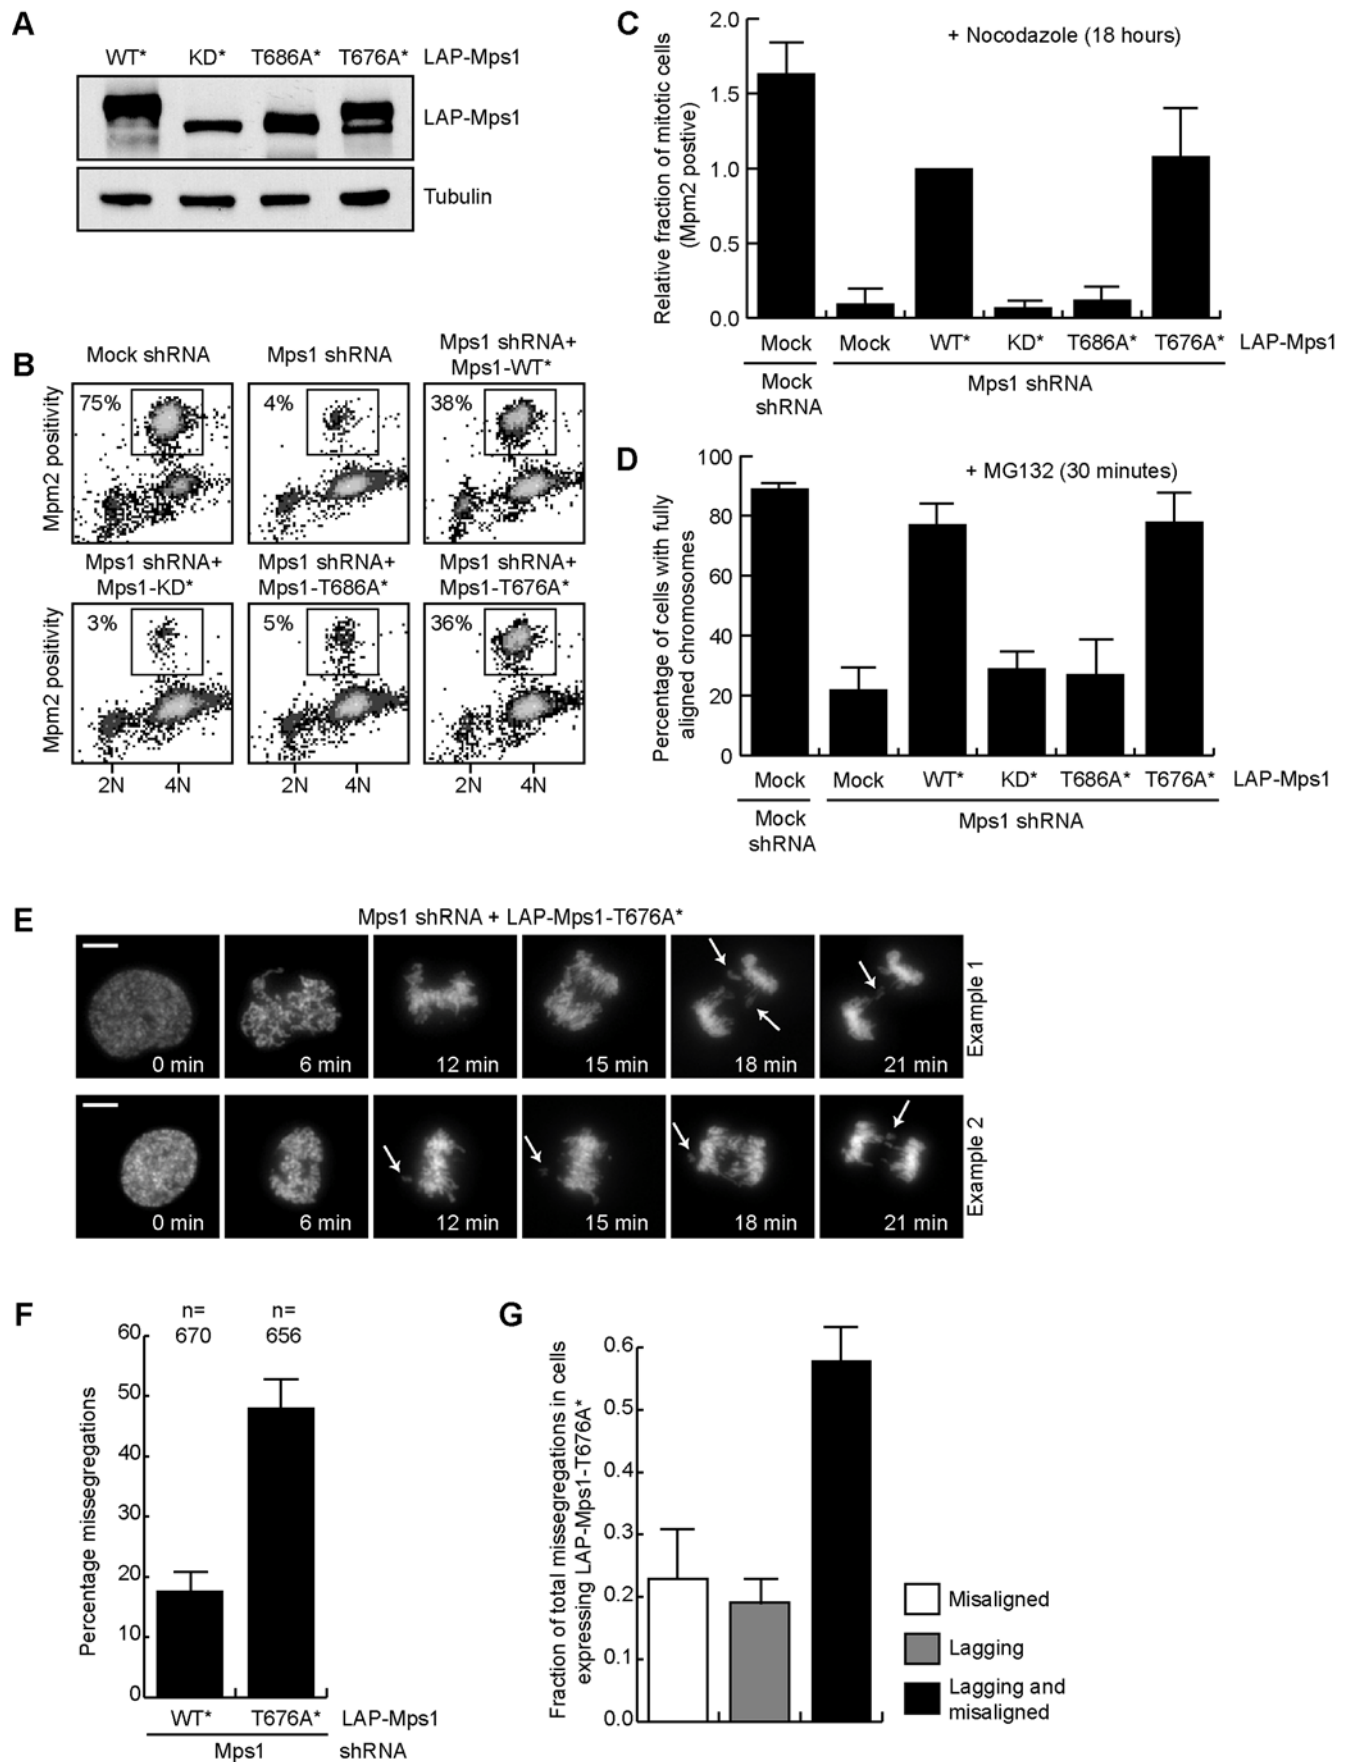 A
WT* KD* T686A* T676A* LAP-Mps1
LAP-Mps1
Tubulin
B
Mock shRNA
Mps1 shRNA
Mps1 shRNA+
Mps1-WT*
Mpm2 positivity
75%
4%
38%
Mps1 shRNA+
Mps1-KD*
Mps1 shRNA+
Mps1-T686A*
Mps1 shRNA+
Mps1-T676A*
Mpm2 positivity
3%
5%
36%
2N 4N 2N 4N 2N 4N
C
+ Nocodazole (18 hours)
Relative fraction of mitotic cells
(Mpm2 postive)
2.0
1.5
1.0
0.5
0.0
Mock Mock WT* KD* T686A* T676A* LAP-Mps1
Mock
shRNA
Mps1 shRNA
D
+ MG132 (30 minutes)
Percentage of cells with fully
aligned chromosomes
100
80
60
40
20
0
Mock Mock WT* KD* T686A* T676A* LAP-Mps1
Mock
shRNA
Mps1 shRNA
E
Mps1 shRNA + LAP-Mps1-T676A*
0 min 6 min 12 min 15 min 18 min 21 min
Example 1
0 min 6 min 12 min 15 min 18 min 21 min
Example 2
F
n=
670
n=
656
Percentage missegregations
60
50
40
30
20
10
0
WT* T676A* LAP-Mps1
Mps1 shRNA
G
Fraction of total missegregations in cells
expressing LAP-Mps1-T676A*
0.6
0.5
0.4
0.3
0.2
0.1
0.0
Misaligned
Lagging
Lagging and
misaligned